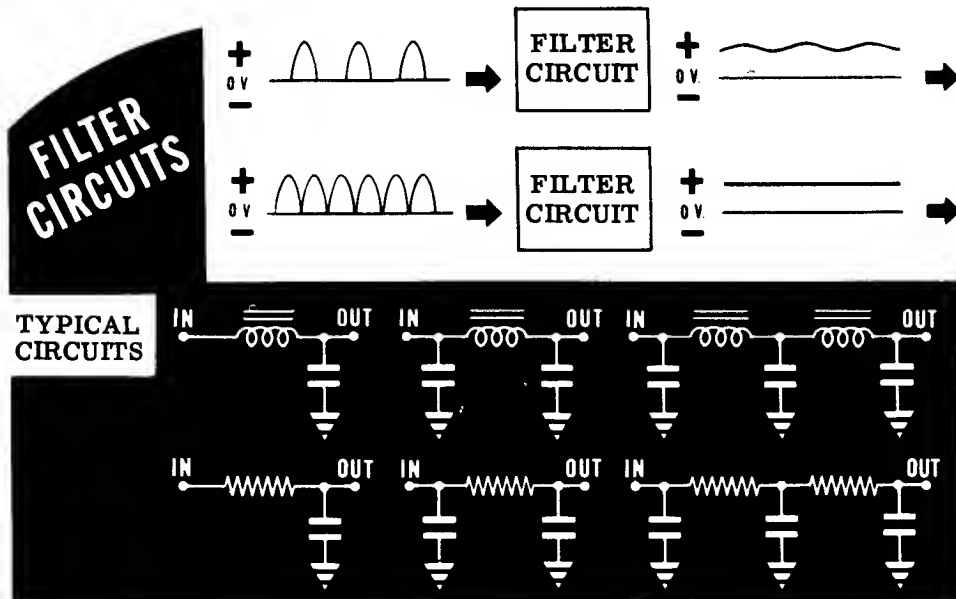 FILTER
CIRCUITS
+
0 V
−
FILTER
CIRCUIT
+
0 V.
−
+
0 V
−
FILTER
CIRCUIT
+
0 V.
−
TYPICAL
CIRCUITS
IN OUT IN OUT IN OUT
IN OUT IN OUT IN OUT